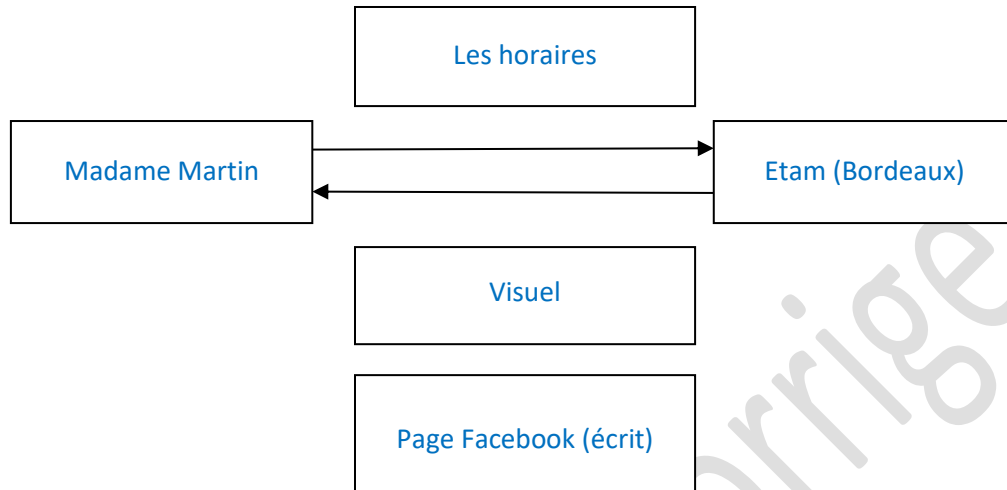 Les horaires
Madame Martin
Etam (Bordeaux)
Visuel
Page Facebook (écrit)